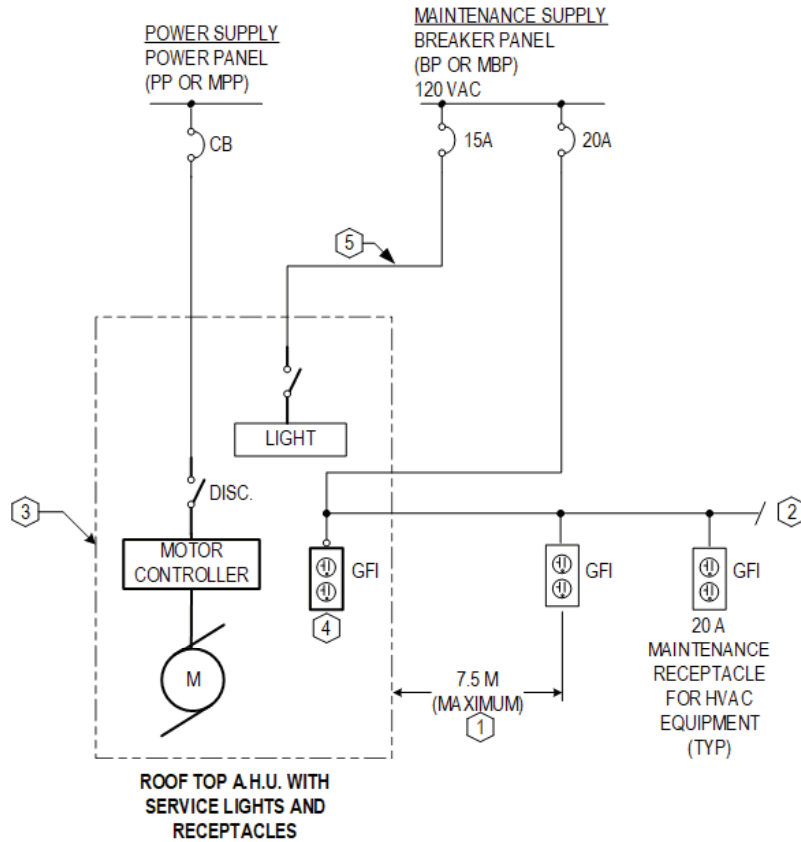 POWER SUPPLY
POWER PANEL
(PP OR MPP)
MAINTENANCE SUPPLY
BREAKER PANEL
(BP OR MBP)
120 VAC
CB
15A
20A
5
LIGHT
3
DISC.
2
MOTOR
CONTROLLER
GFI
GFI
GFI
4
20 A
MAINTENANCE
RECEPTACLE
FOR HVAC
EQUIPMENT
(TYP)
M
7.5 M
(MAXIMUM)
1
ROOF TOP A.H.U. WITH
SERVICE LIGHTS AND
RECEPTACLES